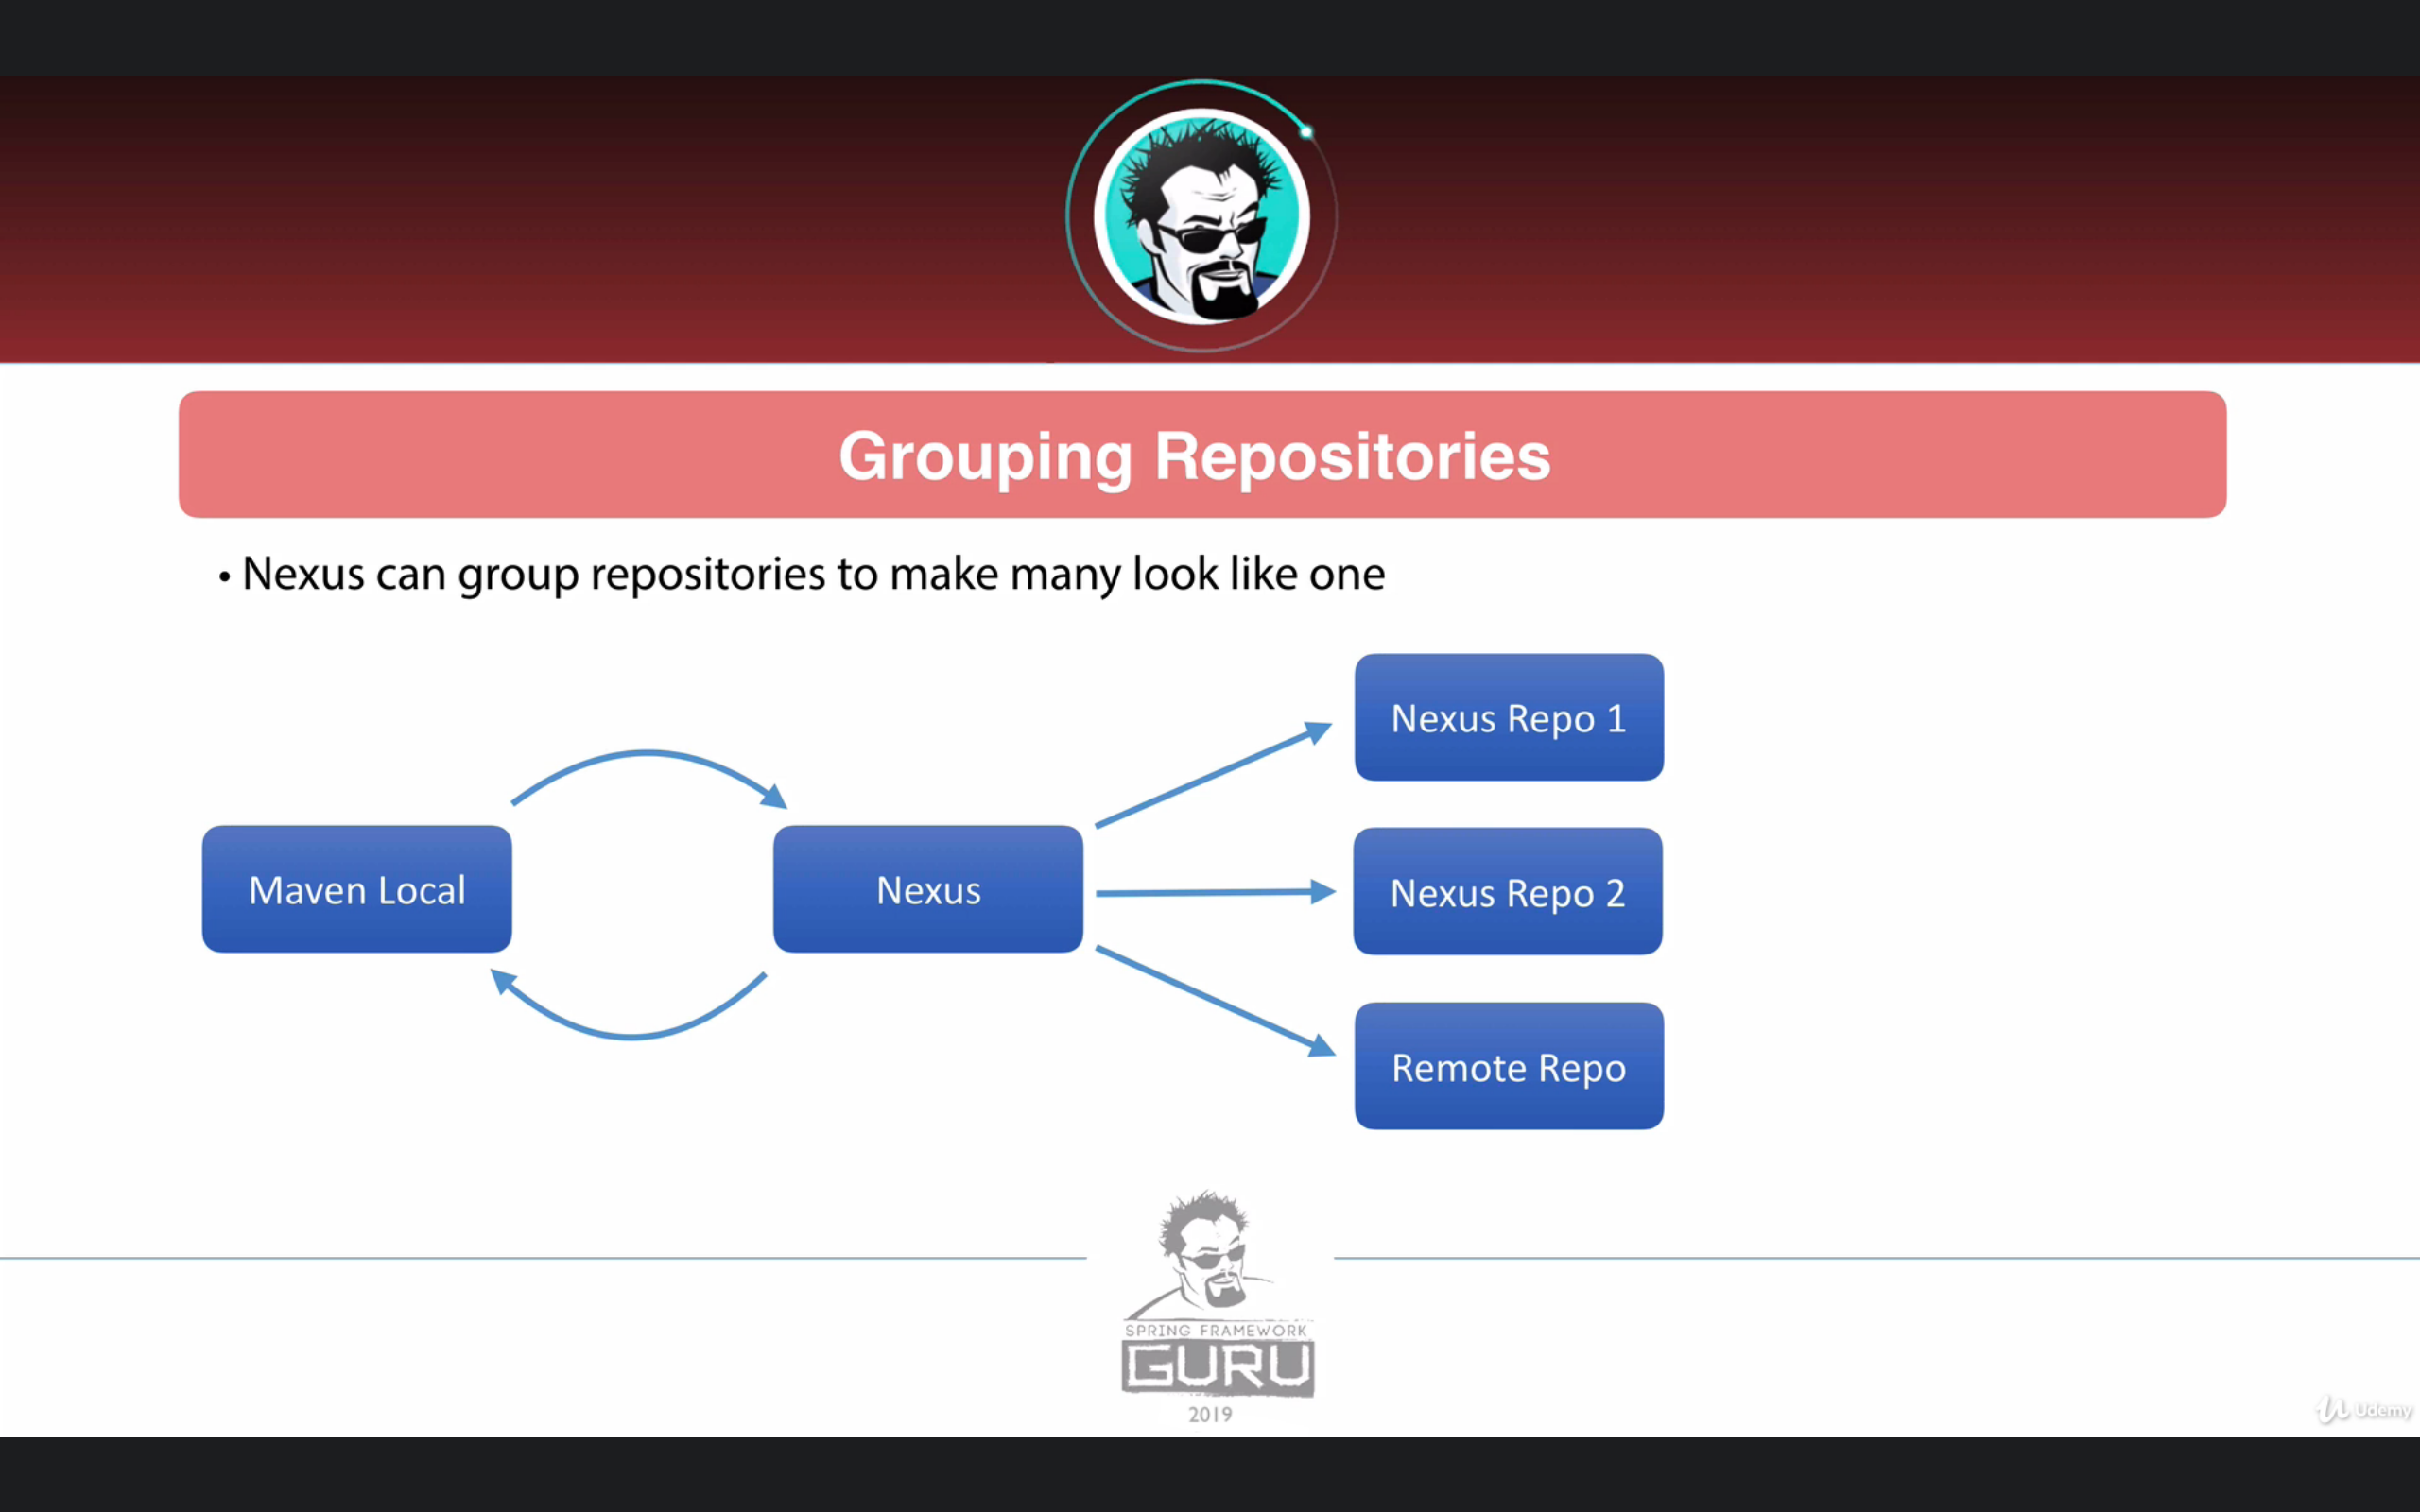 Grouping Repositories
• Nexus can group repositories to make many look like one
Nexus Repo 1
Maven Local
Nexus
Nexus Repo 2
Remote Repo
SPRING FRAMEWORK
GURU
2019
Udemy